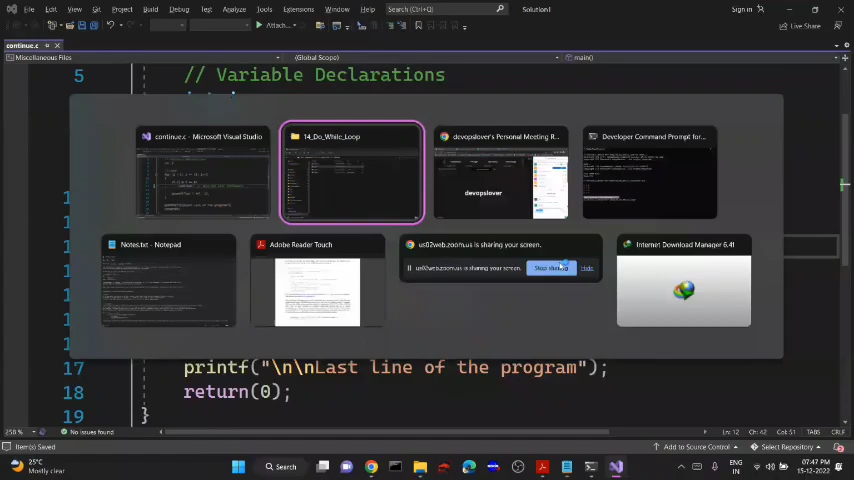 File Edit View Git Project Build Debug Test Analyze Tools Extensions Window Help Search (Ctrl+Q) Solution1 Sign in
Attach... Live Share
continue.c
Miscellaneous Files (Global Scope) main()
5 // Variable Declarations
continue.c - Microsoft Visual Studio
14_Do_While_Loop
devopslover's Personal Meeting R...
Developer Command Prompt for...
devopslover
Notes.txt - Notepad
Adobe Reader Touch
us02web.zoom.us is sharing your screen.
Internet Download Manager 6.41
us02web.zoom.us is sharing your screen. Stop sharing Hide
17 printf("\n\nLast line of the program");
18 return(0);
19 }
258 % No issues found Ln: 12 Ch: 42 Col: 51 TABS CRLF
Item(s) Saved Add to Source Control Select Repository
25°C
Mostly clear
Search
ENG
IN
07:47 PM
15-12-2022